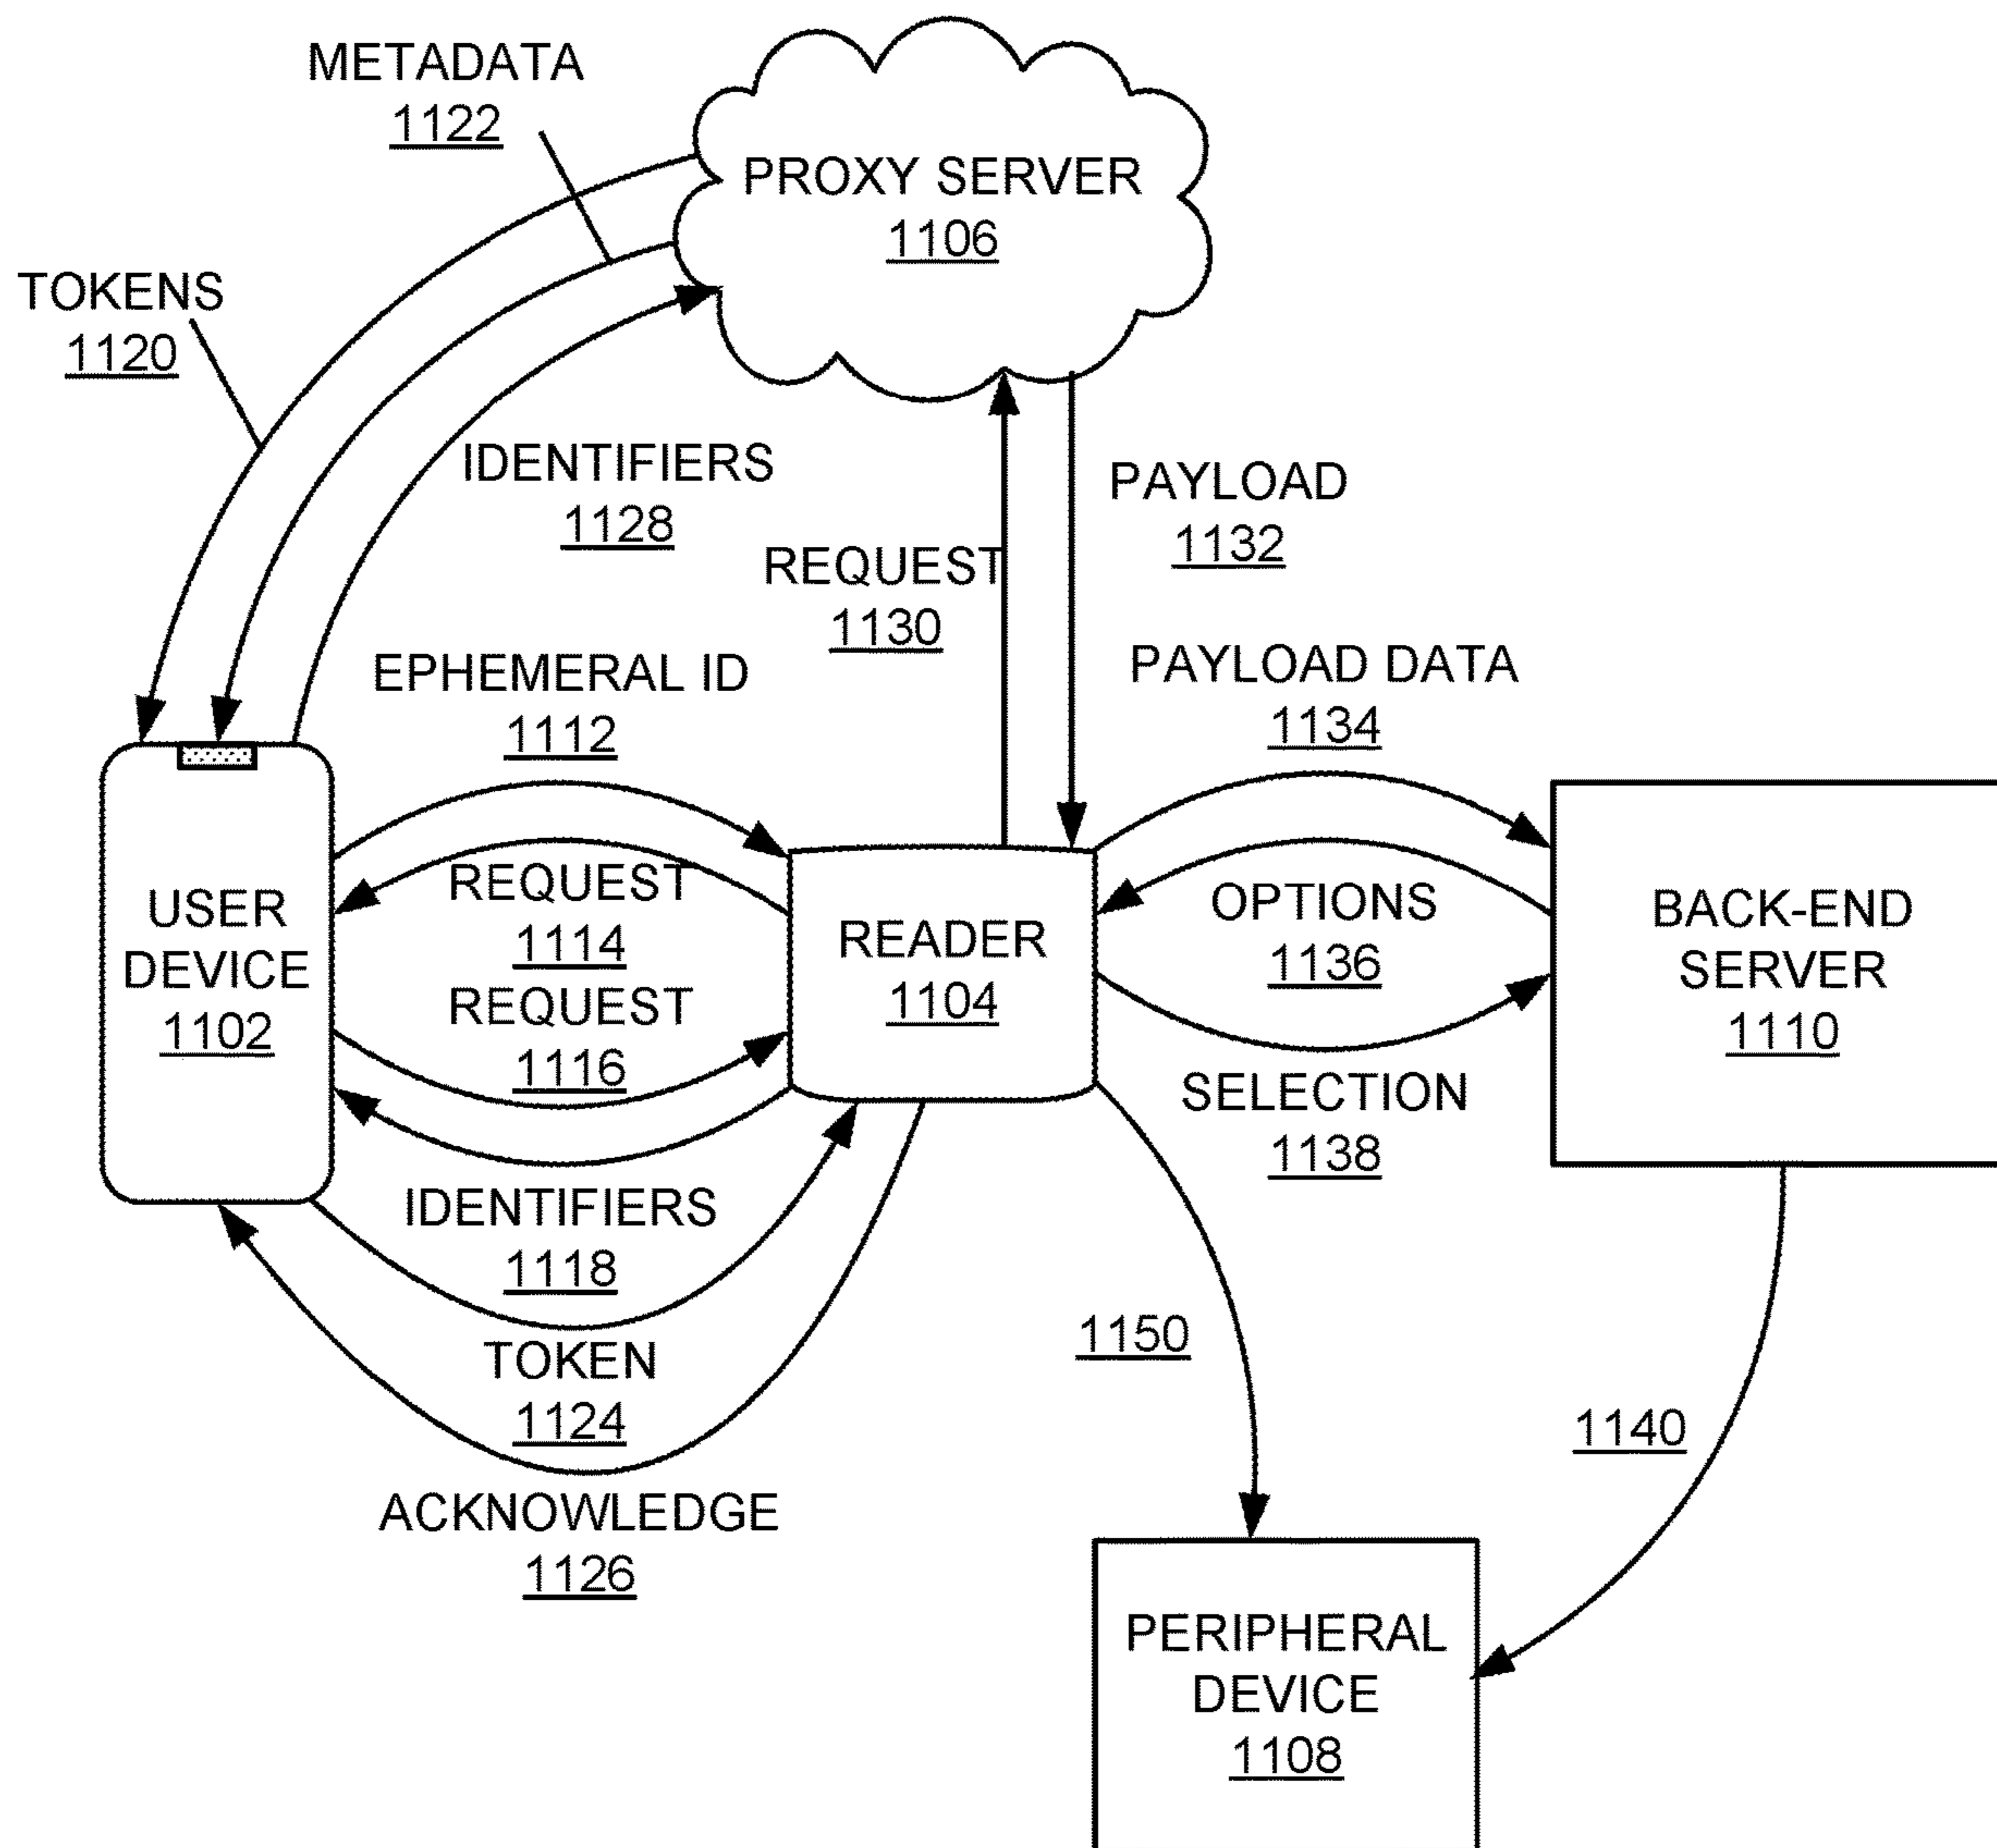 METADATA
1122
PROXY SERVER
1106
TOKENS
1120
IDENTIFIERS
1128
PAYLOAD
1132
REQUEST
1130
EPHEMERAL ID
1112
PAYLOAD DATA
1134
USER
DEVICE
1102
REQUEST
1114
REQUEST
1116
READER
1104
OPTIONS
1136
BACK-END
SERVER
1110
SELECTION
1138
IDENTIFIERS
1118
TOKEN
1124
1150
1140
ACKNOWLEDGE
1126
PERIPHERAL
DEVICE
1108